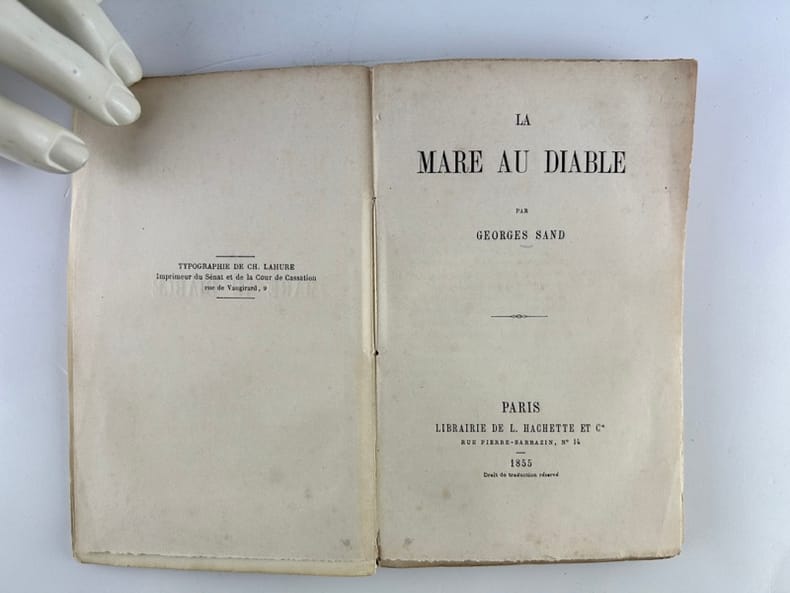 TYPOGRAPHIE DE CH. LAHURE
Imprimeur du Sénat et de la Cour de Cassation
rue de Vaugirard, 9
LA
MARE AU DIABLE
PAR
GEORGES SAND
PARIS
LIBRAIRIE DE L. HACHETTE ET Cie
RUE PIERRE-SARRAZIN, N° 14
1855
Droit de traduction réservé